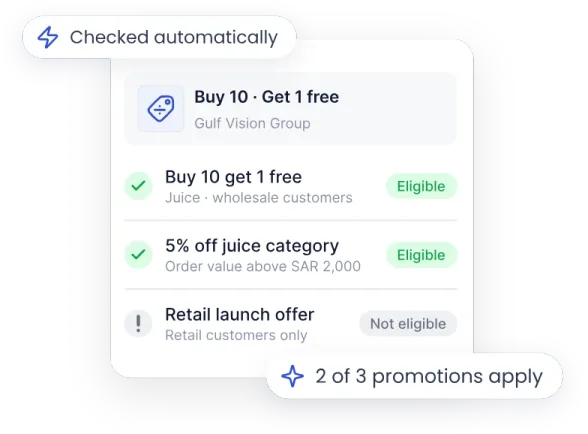 Checked automatically
Buy 10 · Get 1 free
Gulf Vision Group
Buy 10 get 1 free
Juice · wholesale customers
Eligible
5% off juice category
Order value above SAR 2,000
Eligible
Retail launch offer
Retail customers only
Not eligible
2 of 3 promotions apply